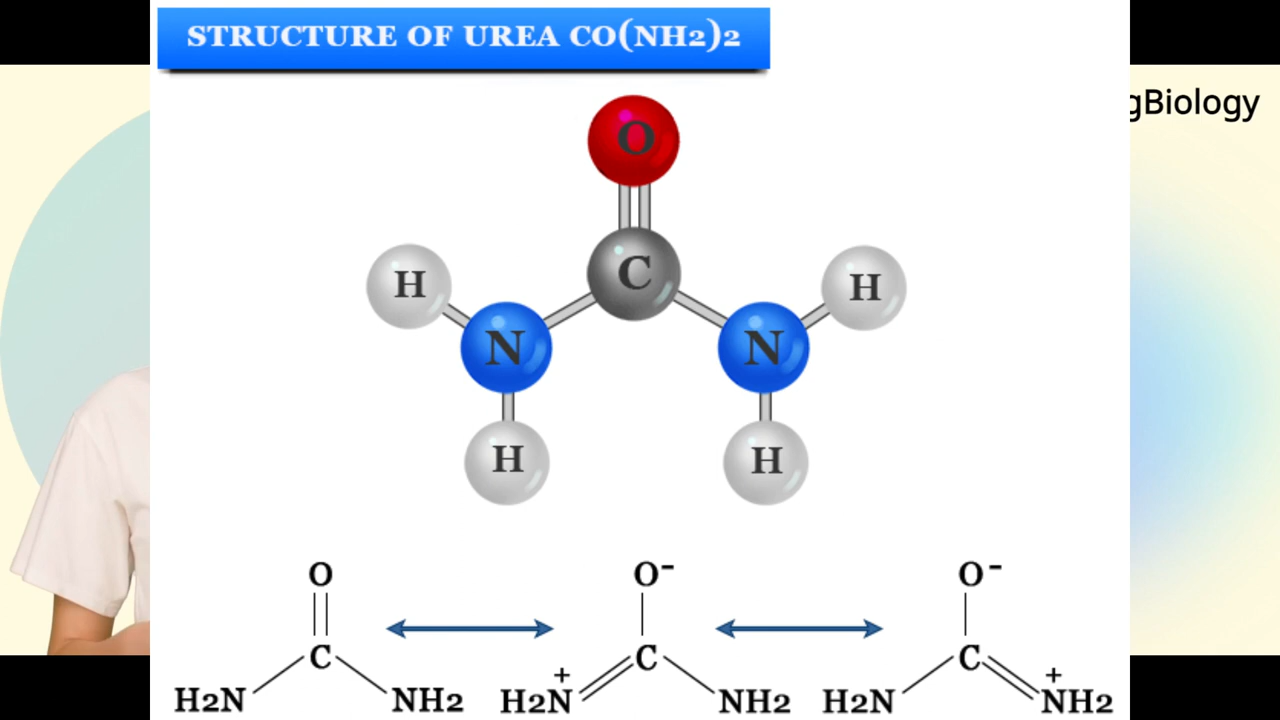 STRUCTURE OF UREA CO(NH2)2
gBiology
O
C
H
H
N
N
H
H
O
O-
O-
C
C
C
+
+
H2N
NH2
H2N
NH2
H2N
NH2